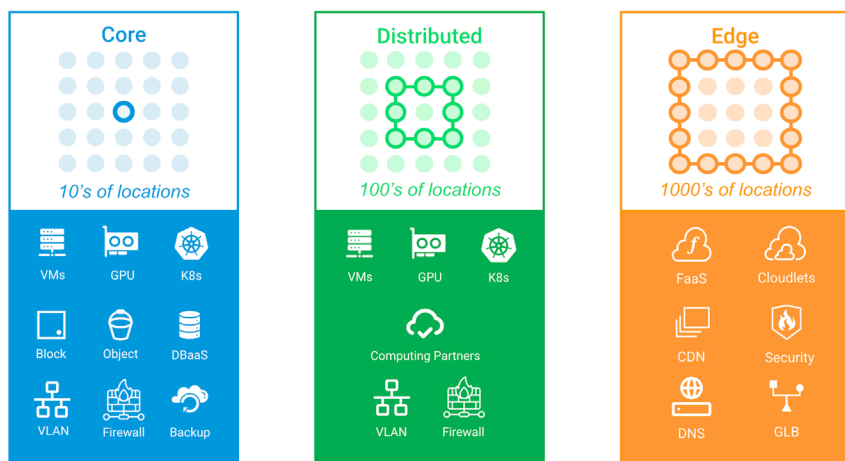 Core
10's of locations
VMs
GPU
K8s
Block
Object
DBaaS
VLAN
Firewall
Backup
Distributed
100's of locations
VMs
GPU
K8s
Computing Partners
VLAN
Firewall
Edge
1000's of locations
f
FaaS
Cloudlets
CDN
Security
DNS
GLB